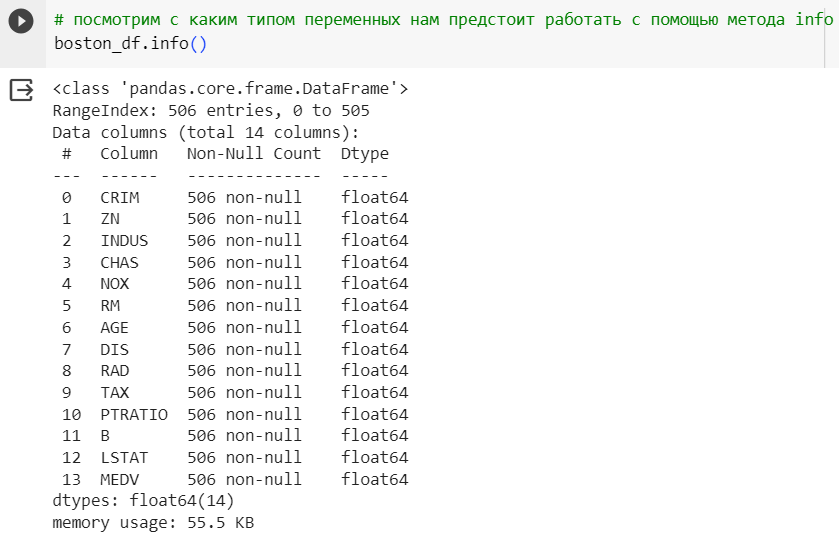 # посмотрим с каким типом переменных нам предстоит работать с помощью метода info
boston_df.info()
<class 'pandas.core.frame.DataFrame'>
RangeIndex: 506 entries, 0 to 505
Data columns (total 14 columns):
 #   Column   Non-Null Count  Dtype
---  ------   --------------  -----
 0   CRIM     506 non-null    float64
 1   ZN       506 non-null    float64
 2   INDUS    506 non-null    float64
 3   CHAS     506 non-null    float64
 4   NOX      506 non-null    float64
 5   RM       506 non-null    float64
 6   AGE      506 non-null    float64
 7   DIS      506 non-null    float64
 8   RAD      506 non-null    float64
 9   TAX      506 non-null    float64
 10  PTRATIO  506 non-null    float64
 11  B        506 non-null    float64
 12  LSTAT    506 non-null    float64
 13  MEDV     506 non-null    float64
dtypes: float64(14)
memory usage: 55.5 KB